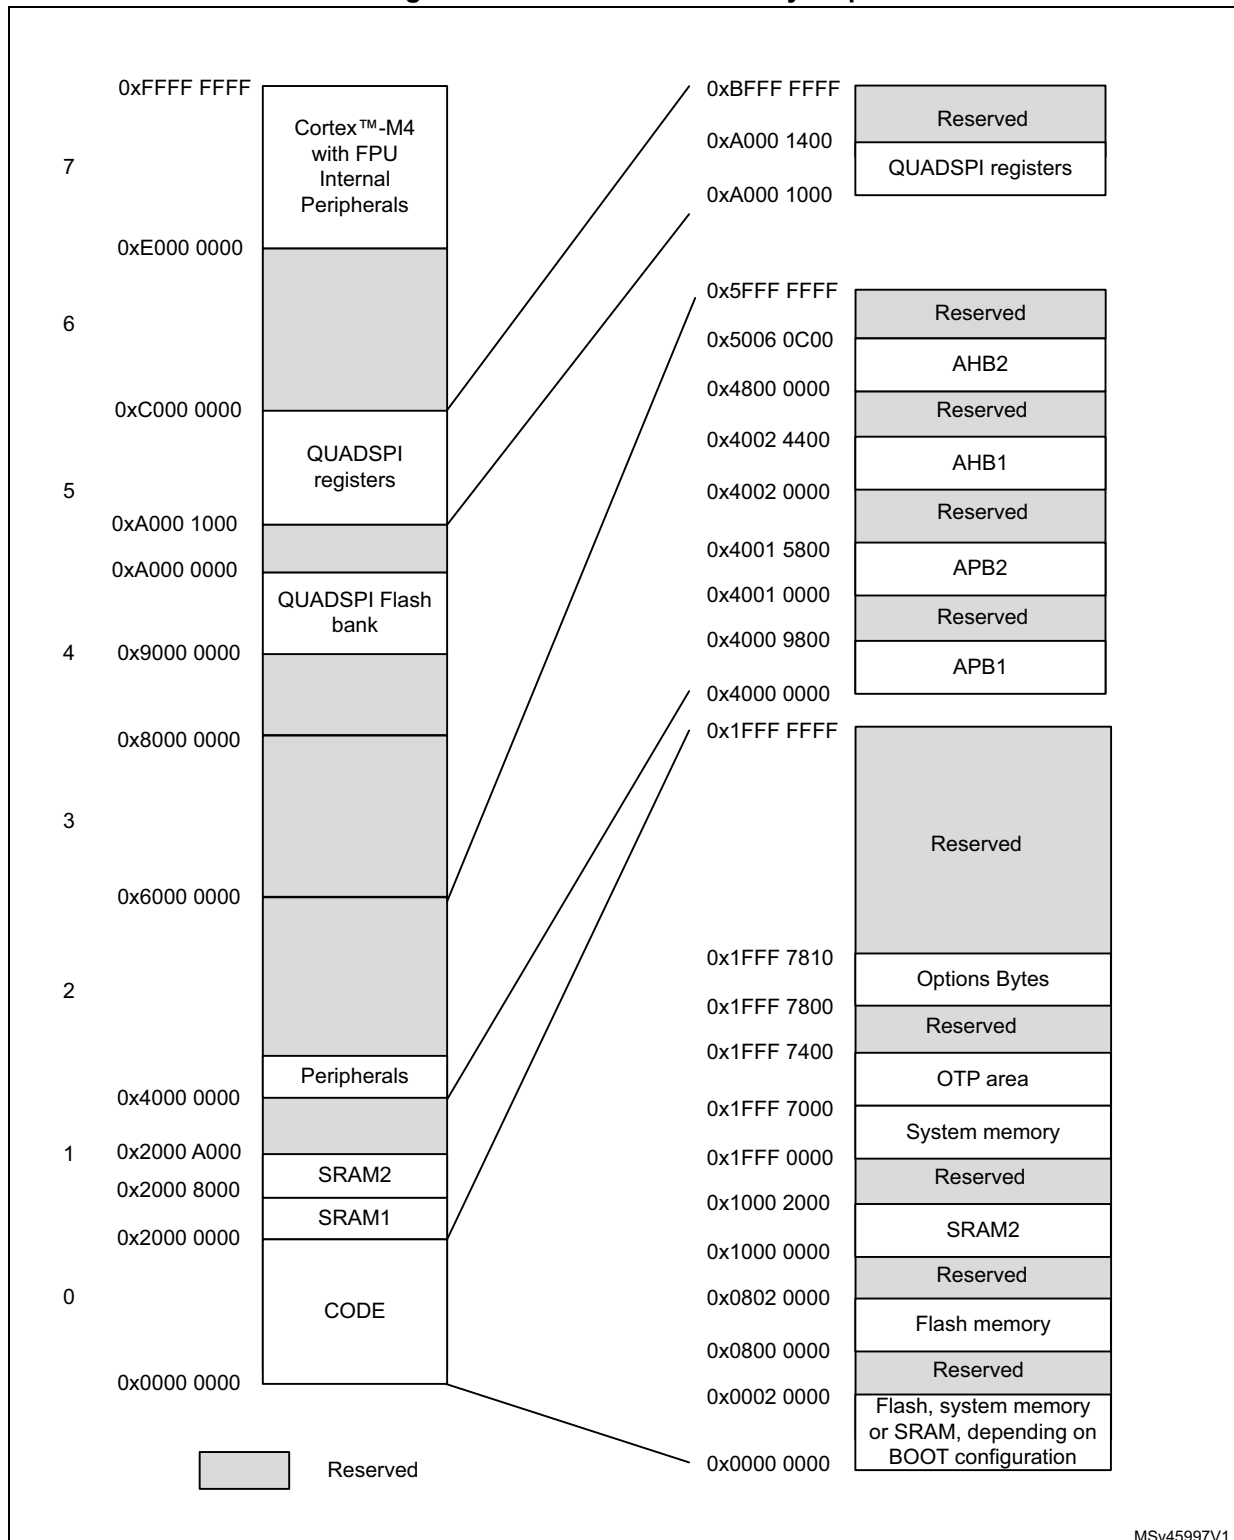 0xFFFF FFFF
Cortex™-M4
with FPU
Internal
Peripherals
7
0xE000 0000
6
0xC000 0000
QUADSPI
registers
5
0xA000 1000
0xA000 0000
QUADSPI Flash
bank
4
0x9000 0000
0x8000 0000
3
0x6000 0000
2
Peripherals
0x4000 0000
1
0x2000 A000
SRAM2
0x2000 8000
SRAM1
0x2000 0000
0
CODE
0x0000 0000
Reserved
0xBFFF FFFF
Reserved
0xA000 1400
QUADSPI registers
0xA000 1000
0x5FFF FFFF
Reserved
0x5006 0C00
AHB2
0x4800 0000
Reserved
0x4002 4400
AHB1
0x4002 0000
Reserved
0x4001 5800
APB2
0x4001 0000
Reserved
0x4000 9800
APB1
0x4000 0000
0x1FFF FFFF
Reserved
0x1FFF 7810
Options Bytes
0x1FFF 7800
Reserved
0x1FFF 7400
OTP area
0x1FFF 7000
System memory
0x1FFF 0000
Reserved
0x1000 2000
SRAM2
0x1000 0000
Reserved
0x0802 0000
Flash memory
0x0800 0000
Reserved
0x0002 0000
Flash, system memory
or SRAM, depending on
BOOT configuration
0x0000 0000
MSv45997V1